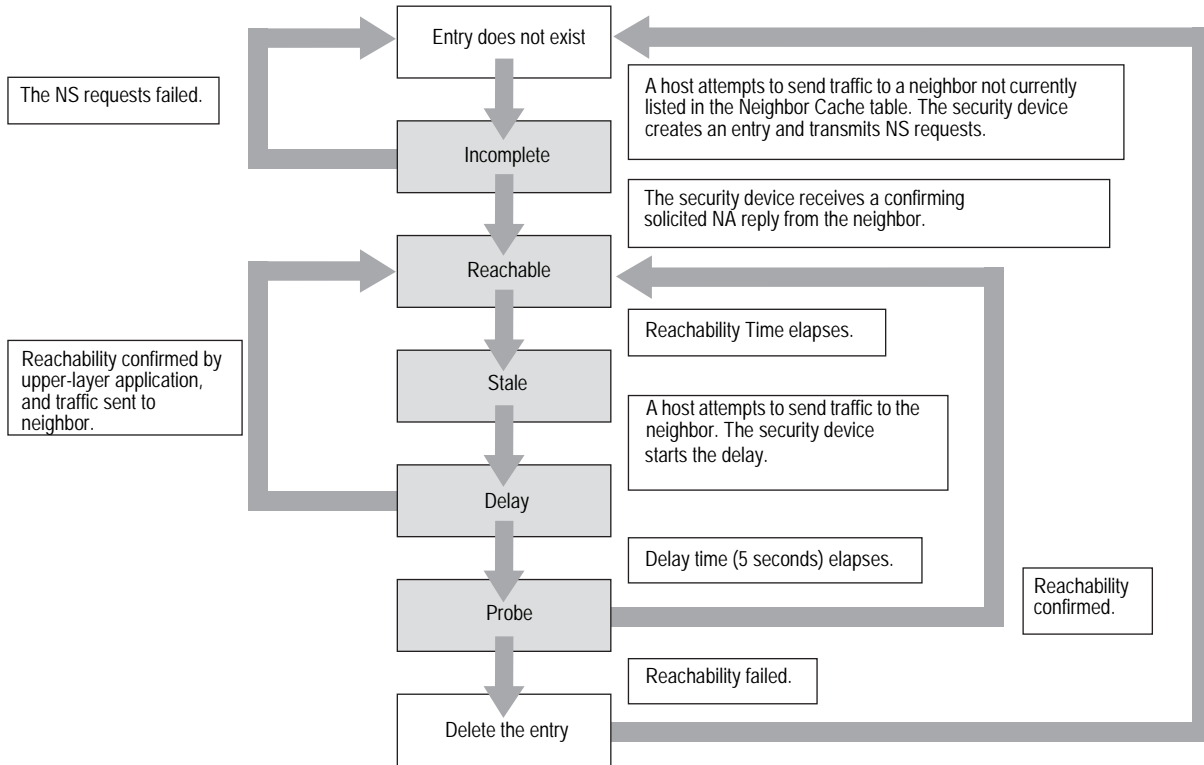 Entry does not exist
The NS requests failed.
A host attempts to send traffic to a neighbor not currently
listed in the Neighbor Cache table. The security device
creates an entry and transmits NS requests.
Incomplete
The security device receives a confirming
solicited NA reply from the neighbor.
Reachable
Reachability Time elapses.
Reachability confirmed by
upper-layer application,
and traffic sent to
neighbor.
Stale
A host attempts to send traffic to the
neighbor. The security device
starts the delay.
Delay
Delay time (5 seconds) elapses.
Reachability
confirmed.
Probe
Reachability failed.
Delete the entry